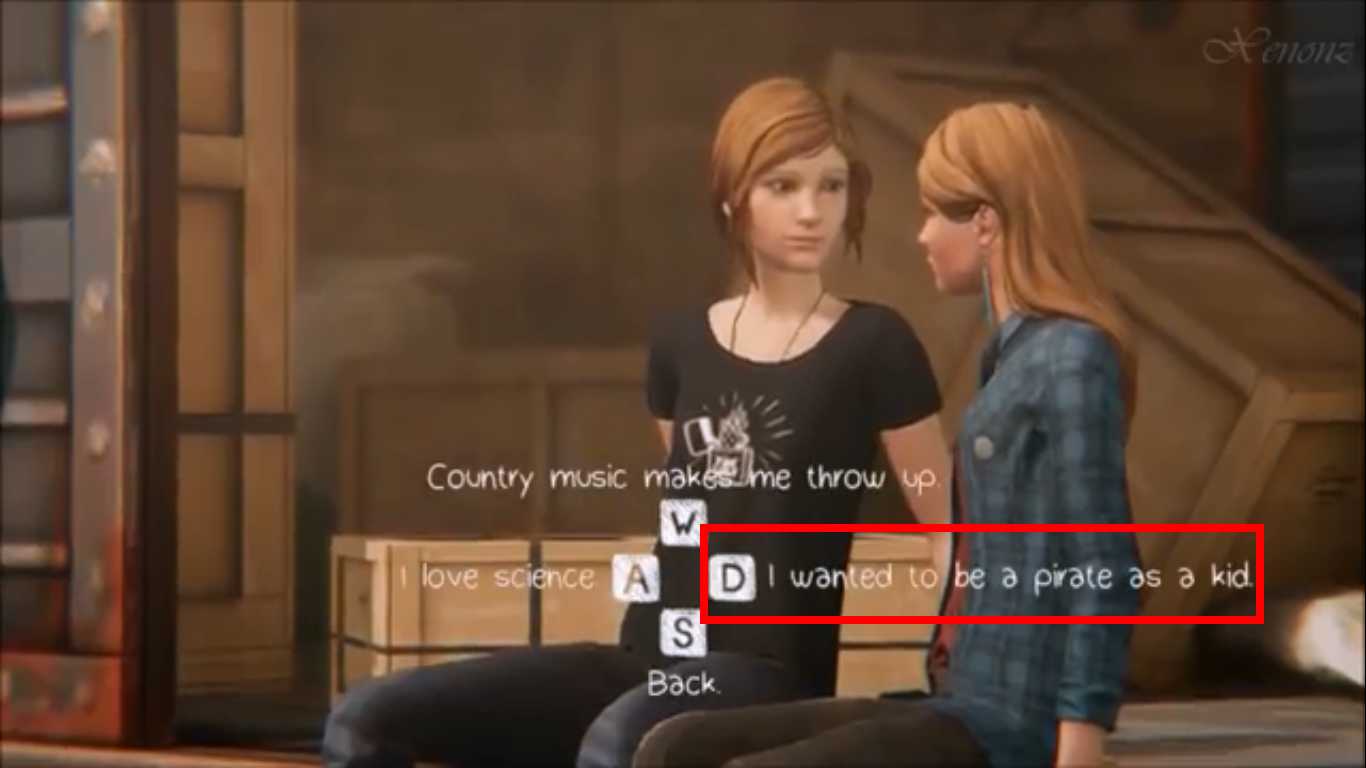 Xenonz
Country music makes me throw up.
W
I love science A D I wanted to be a pirate as a kid.
S
Back.